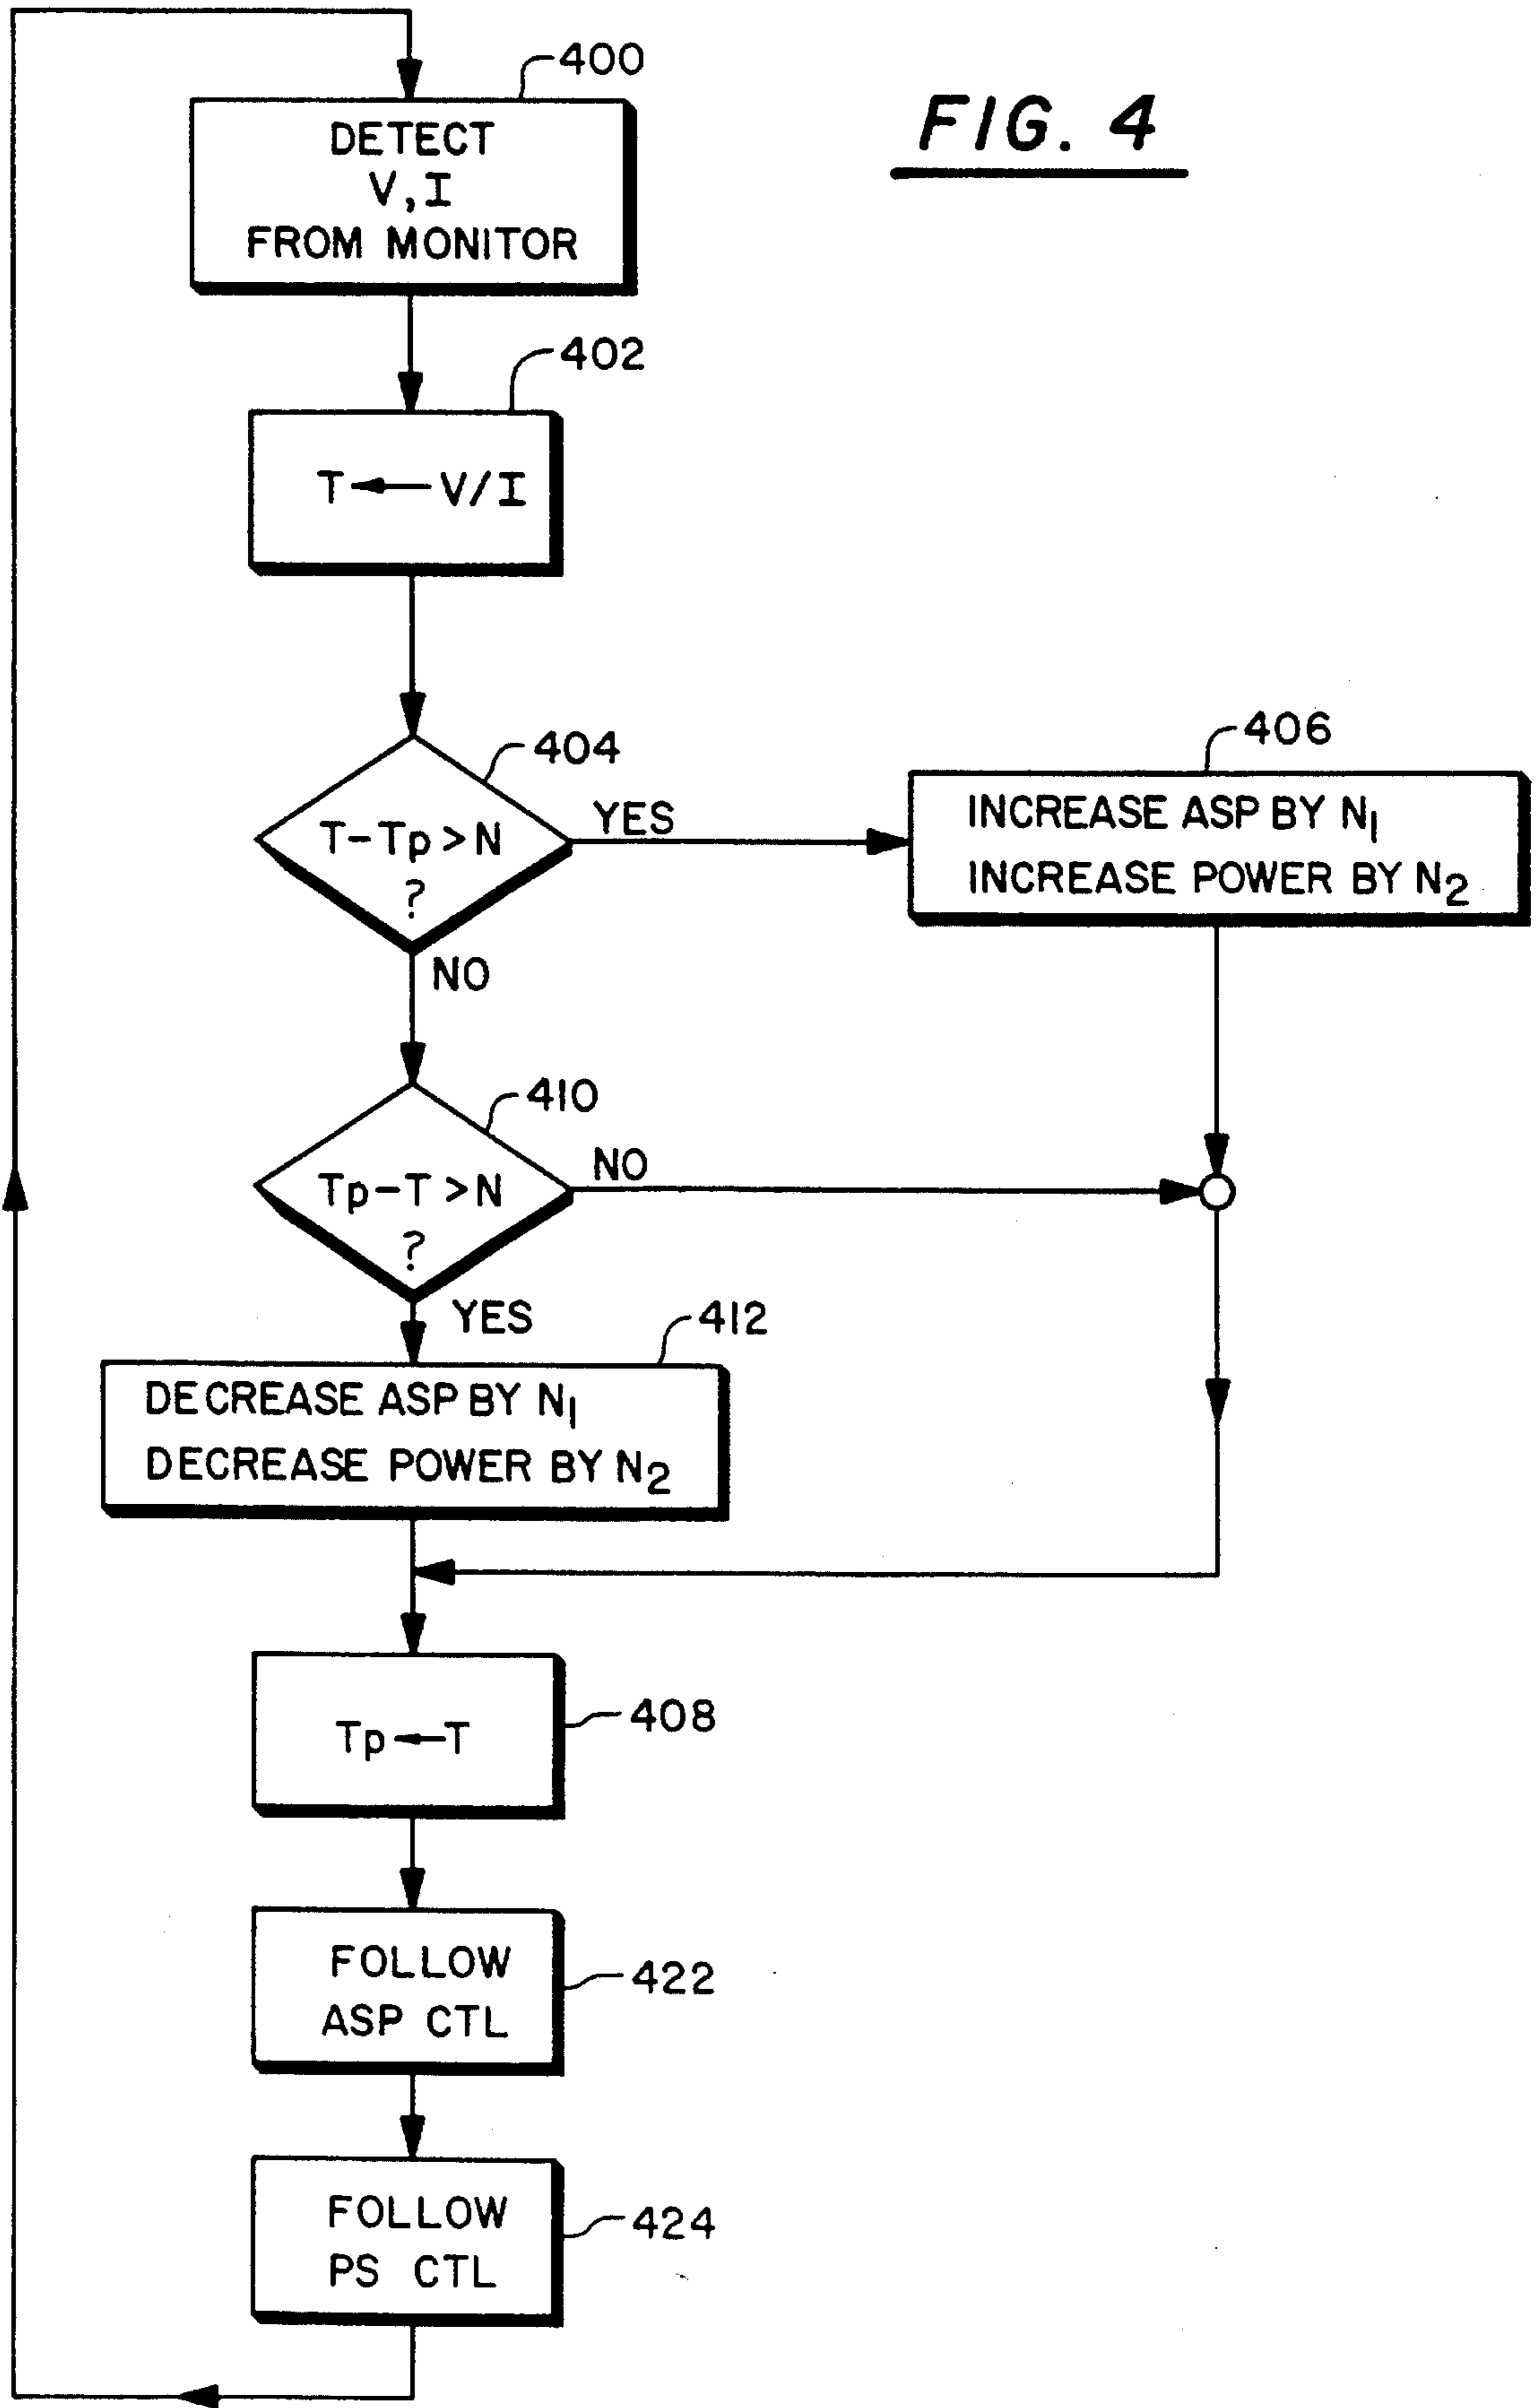 FIG. 4
400
DETECT
V, I
FROM MONITOR
402
T ← V/I
404
T-Tp > N
?
YES
NO
406
INCREASE ASP BY N1
INCREASE POWER BY N2
410
Tp-T > N
?
NO
YES
412
DECREASE ASP BY N1
DECREASE POWER BY N2
Tp ← T
408
FOLLOW
ASP CTL
422
FOLLOW
PS CTL
424